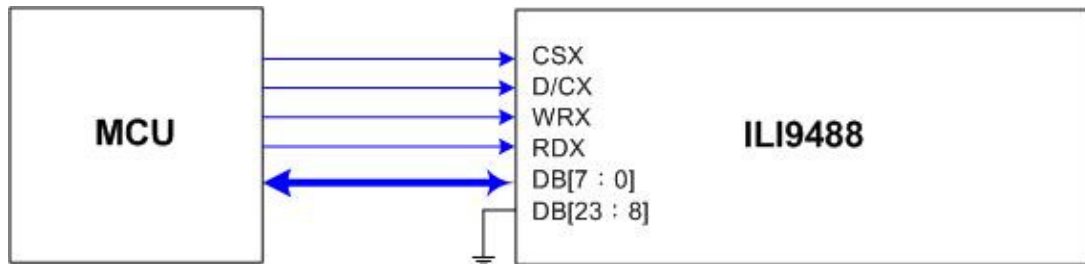 MCU
CSX
D/CX
WRX
RDX
DB[7：0]
DB[23：8]
ILI9488